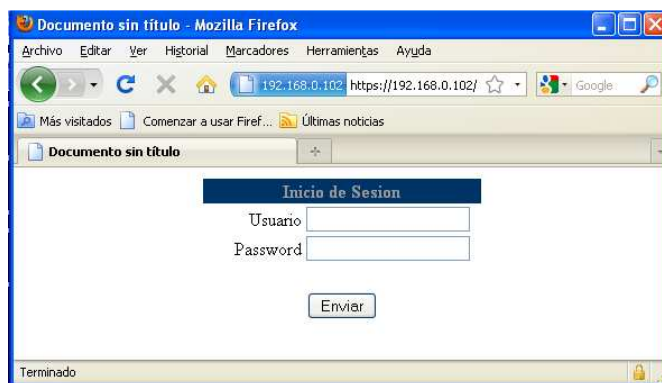 Documento sin título - Mozilla Firefox
Archivo Editar Ver Historial Marcadores Herramientas Ayuda
192.168.0.102 https://192.168.0.102/ Google
Más visitados Comenzar a usar Firef... Últimas noticias
Documento sin título
Inicio de Sesion
Usuario
Password
Enviar
Terminado